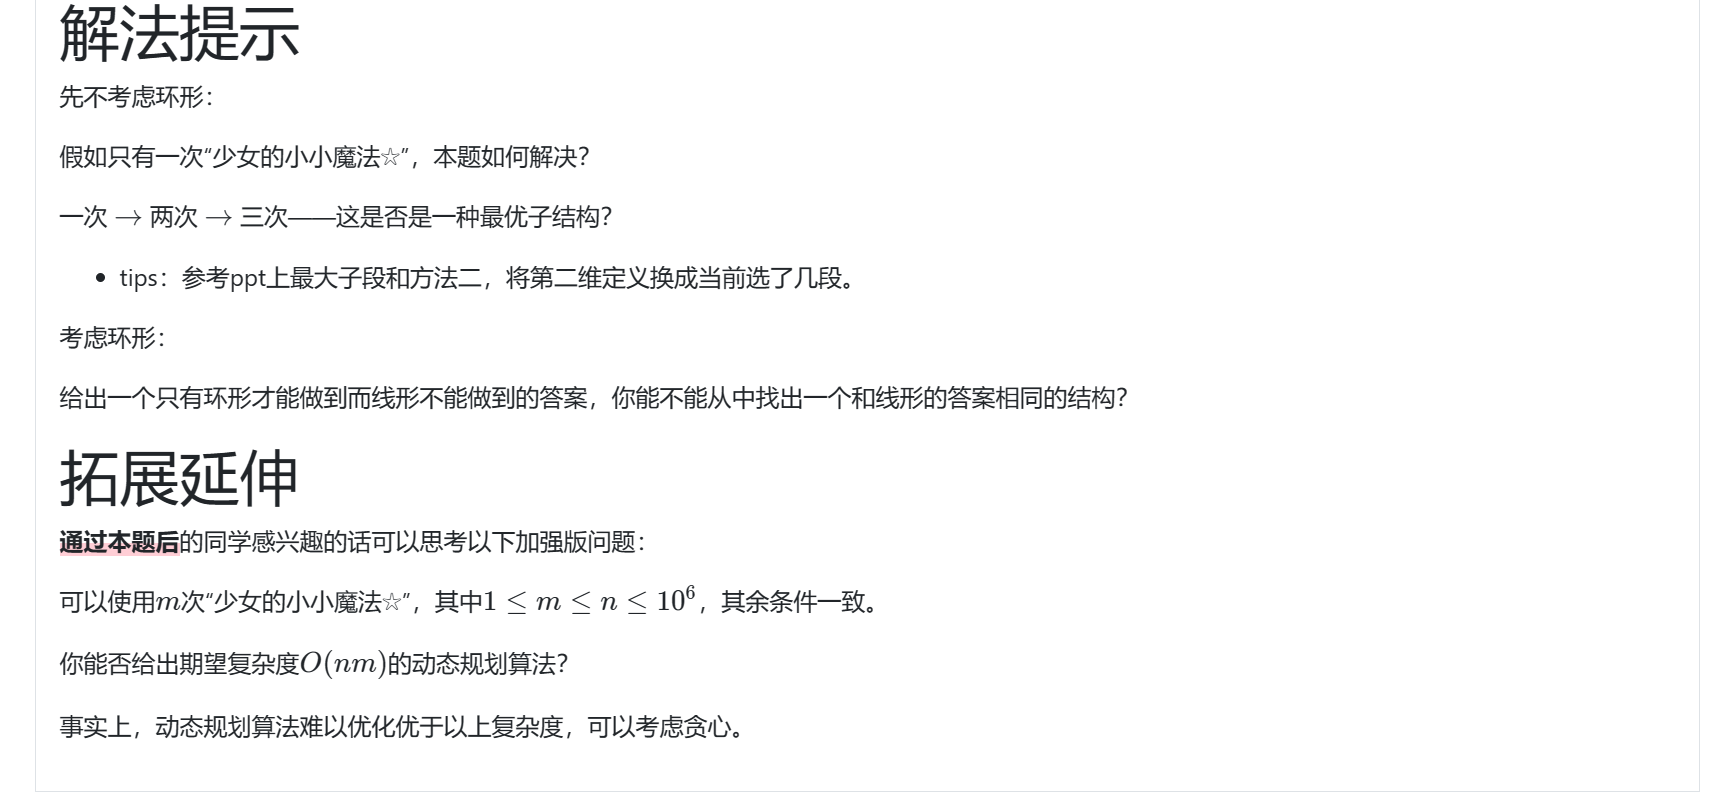 解法提示
先不考虑环形：
假如只有一次“少女的小小魔法☆”，本题如何解决？
一次 → 两次 → 三次——这是否是一种最优子结构？
• tips：参考ppt上最大子段和方法二，将第二维定义换成当前选了几段。
考虑环形：
给出一个只有环形才能做到而线形不能做到的答案，你能不能从中找出一个和线形的答案相同的结构？
拓展延伸
通过本题后的同学感兴趣的话可以思考以下加强版问题：
可以使用m次“少女的小小魔法☆”，其中1 ≤ m ≤ n ≤ 10⁶，其余条件一致。
你能否给出期望复杂度O(nm)的动态规划算法？
事实上，动态规划算法难以优化优于以上复杂度，可以考虑贪心。